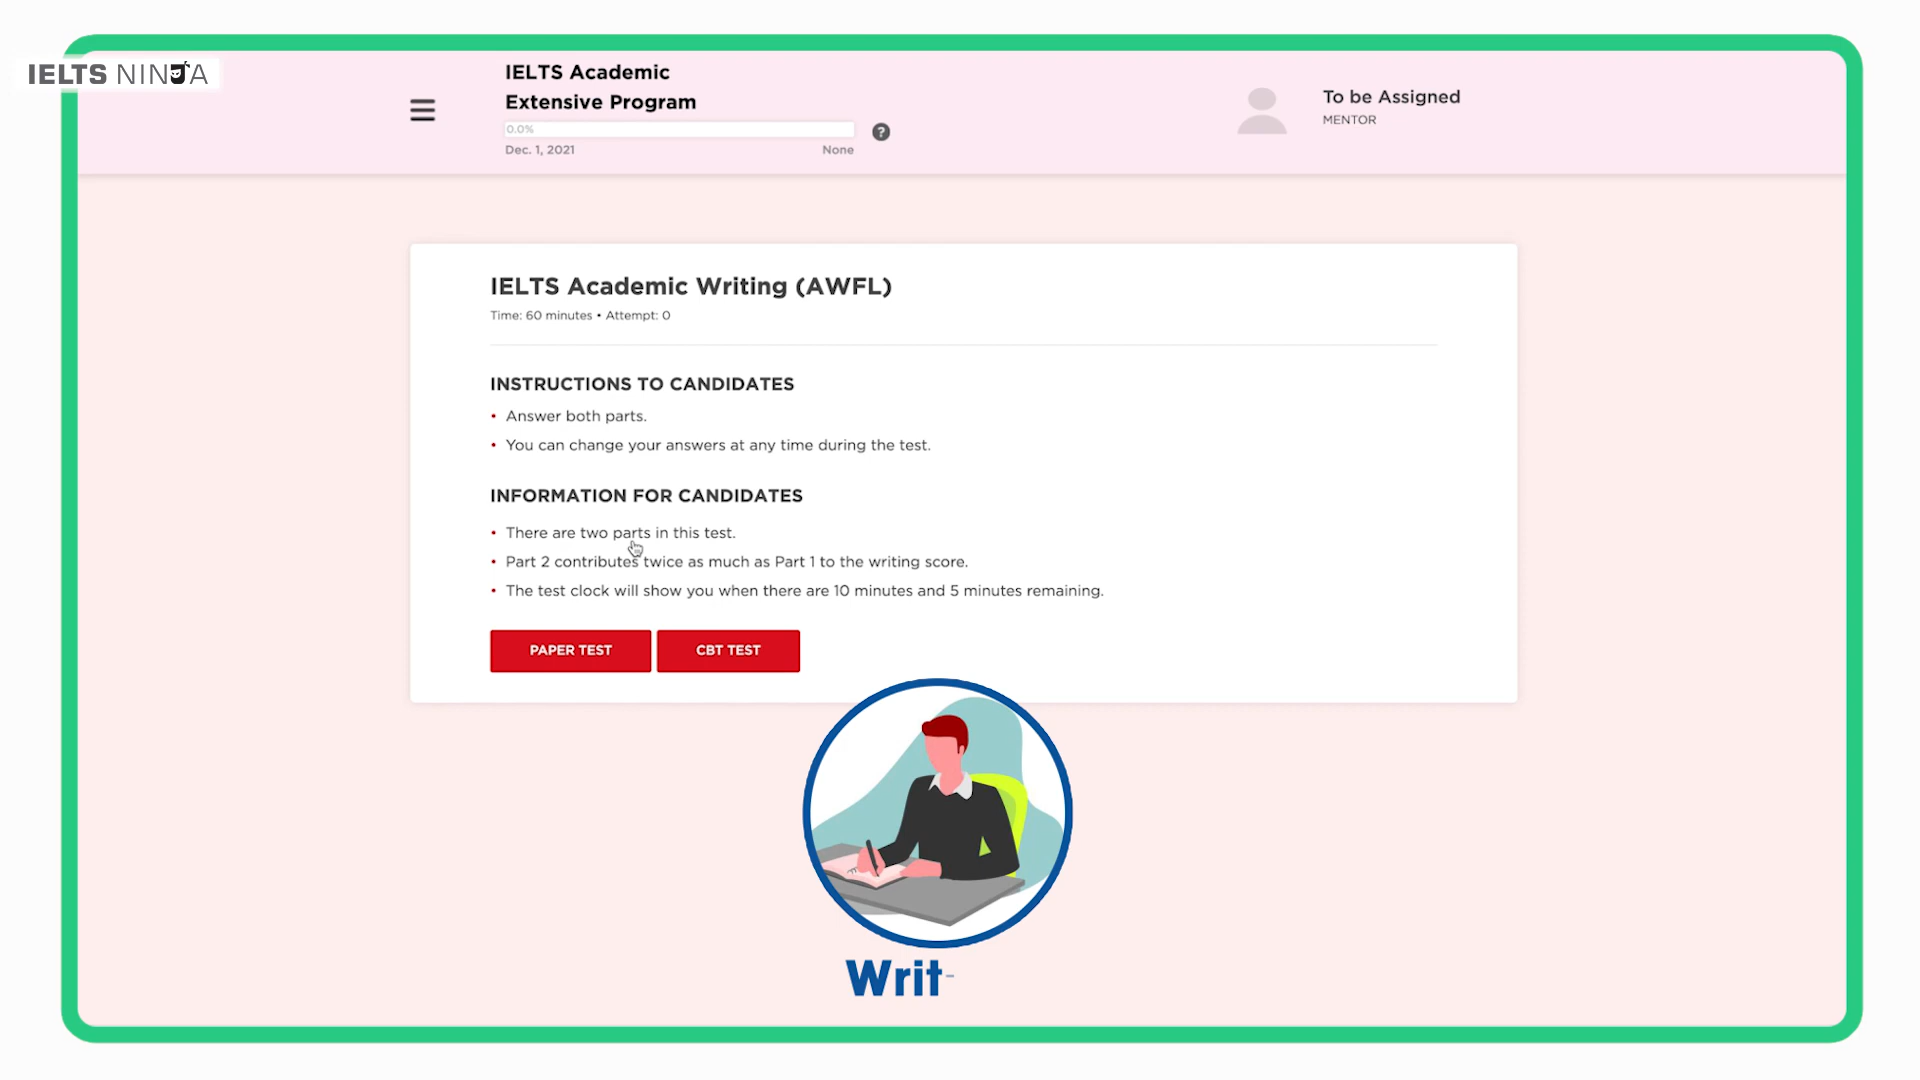 IELTS NINJA
IELTS Academic
Extensive Program
0.0%
Dec. 1, 2021
None
?
To be Assigned
MENTOR
IELTS Academic Writing (AWFL)
Time: 60 minutes • Attempt: 0
INSTRUCTIONS TO CANDIDATES
• Answer both parts.
• You can change your answers at any time during the test.
INFORMATION FOR CANDIDATES
• There are two parts in this test.
• Part 2 contributes twice as much as Part 1 to the writing score.
• The test clock will show you when there are 10 minutes and 5 minutes remaining.
PAPER TEST
CBT TEST
Writ